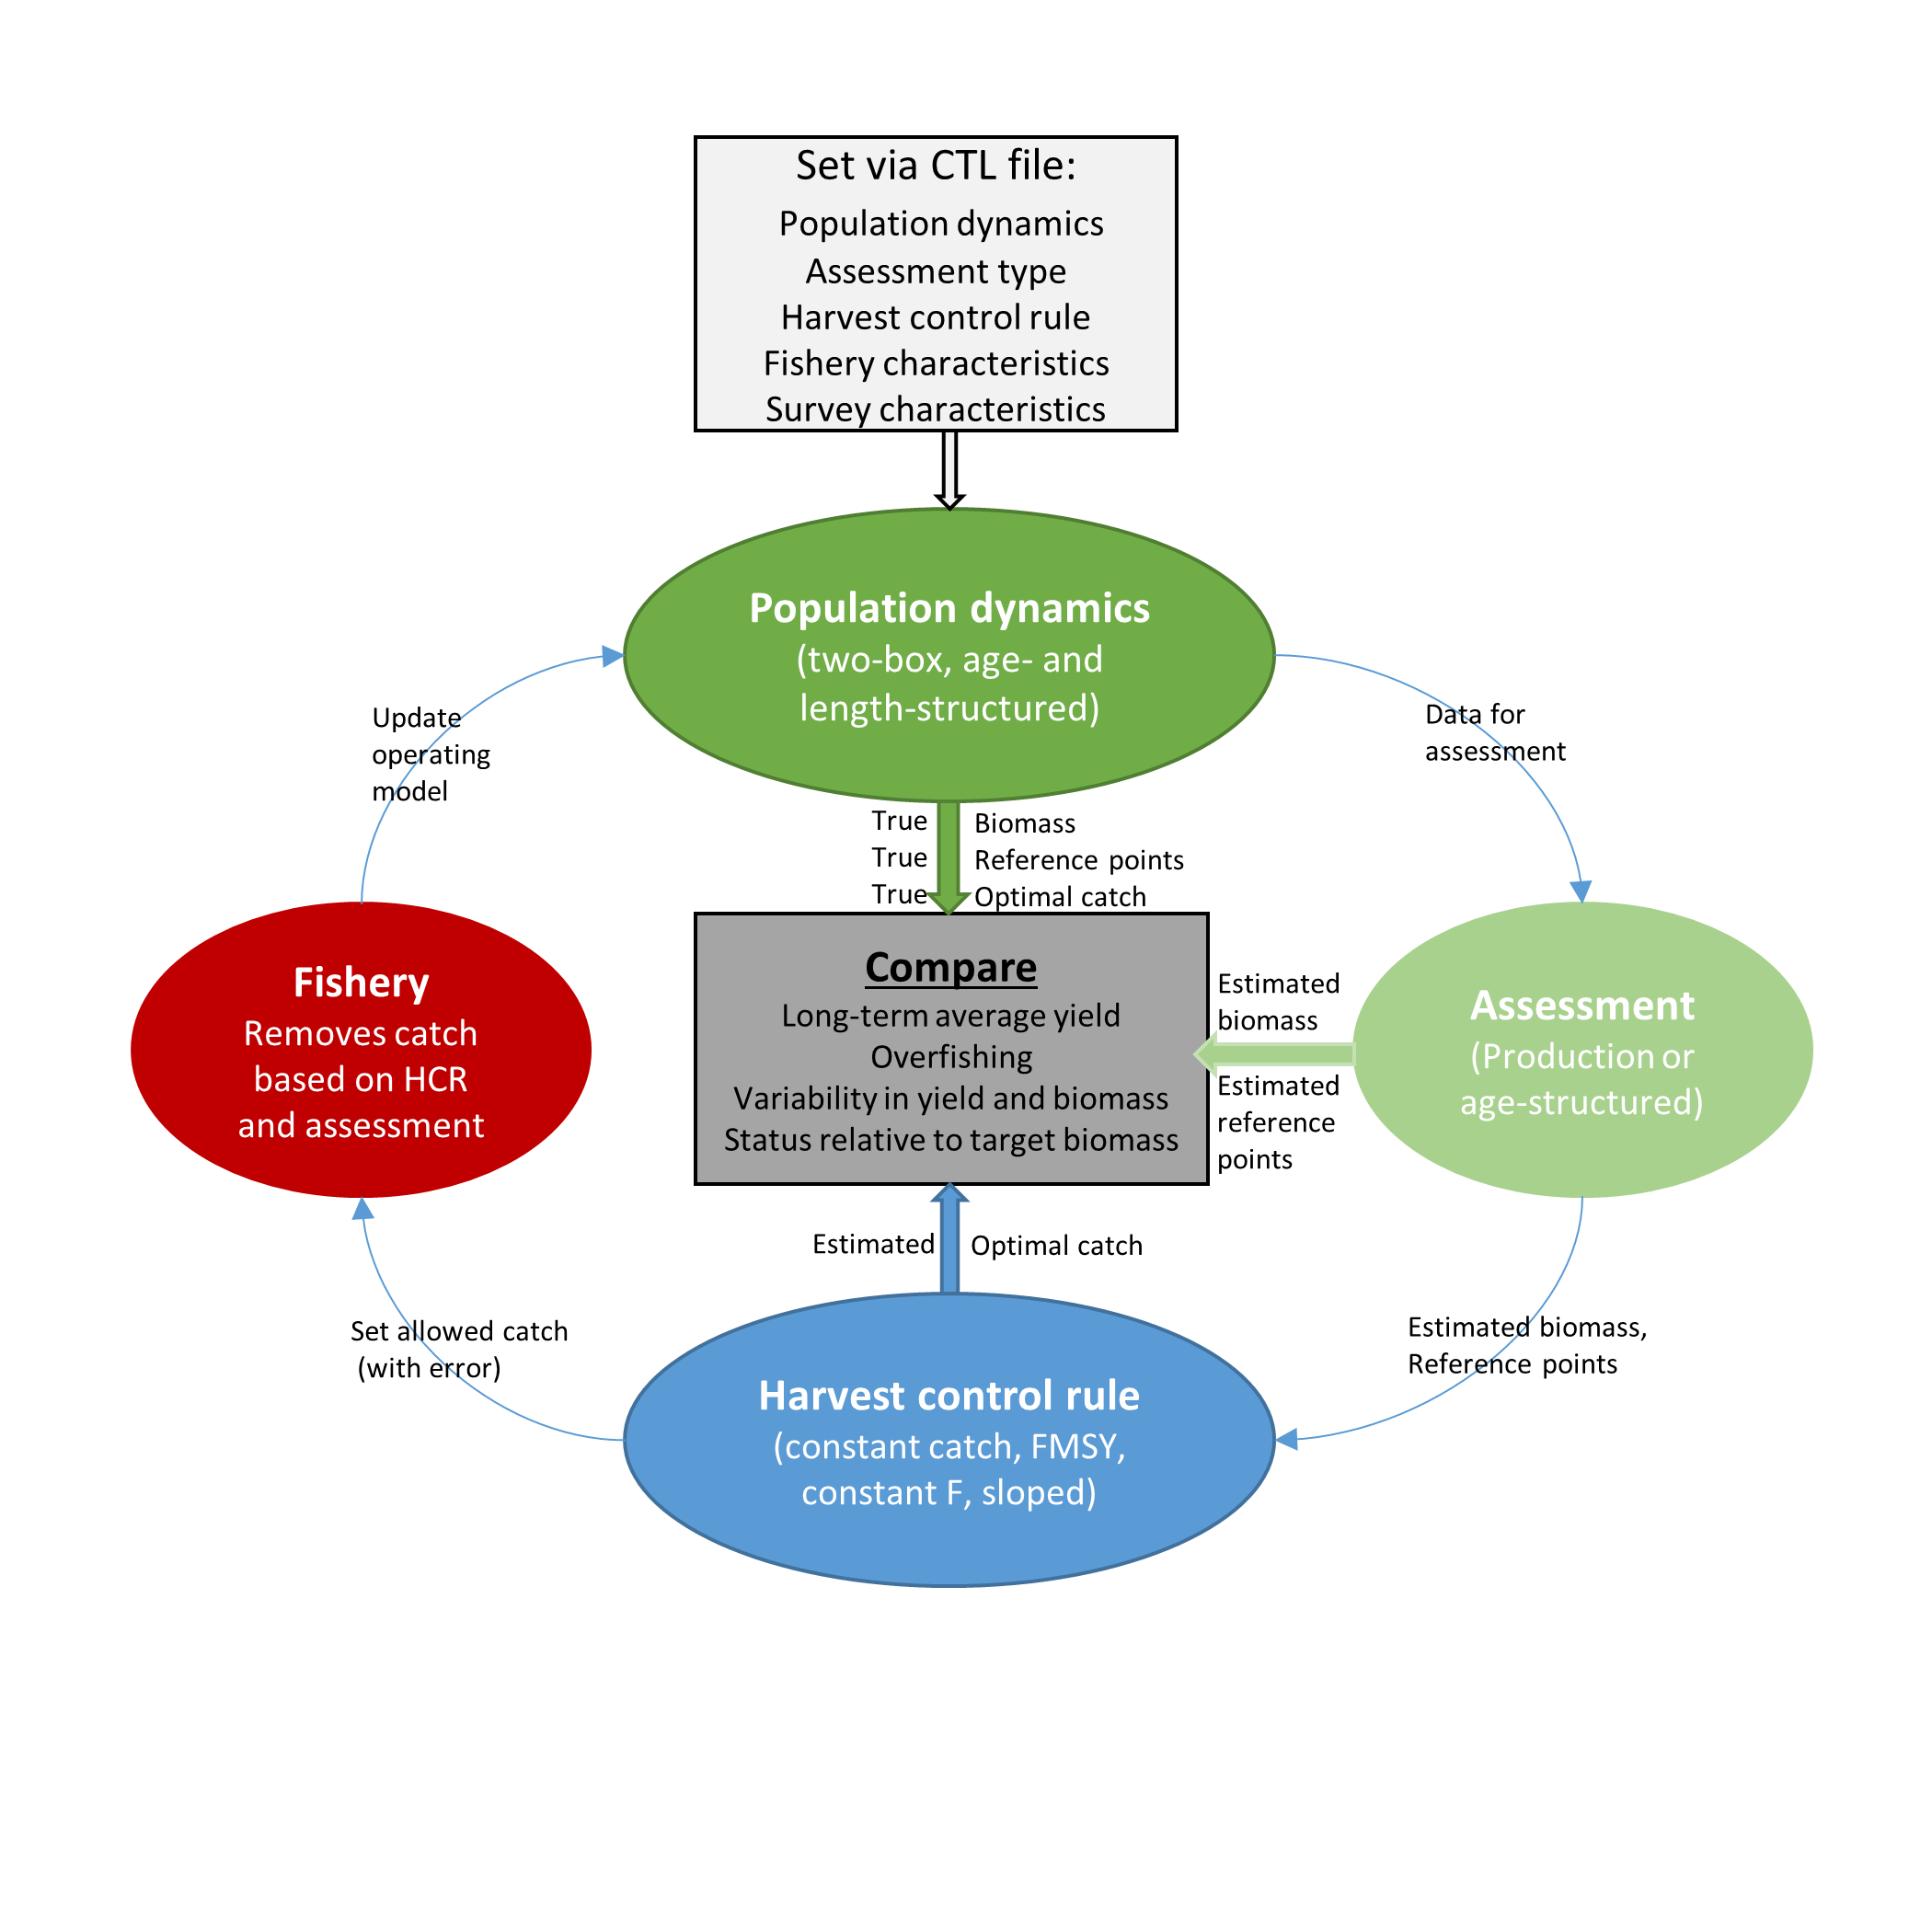 Set via CTL file:
Population dynamics
Assessment type
Harvest control rule
Fishery characteristics
Survey characteristics
Population dynamics
(two-box, age- and
length-structured)
Update
operating
model
Data for
assessment
True Biomass
True Reference points
True Optimal catch
Fishery
Removes catch
based on HCR
and assessment
Compare
Long-term average yield
Overfishing
Variability in yield and biomass
Status relative to target biomass
Estimated
biomass
Estimated
reference
points
Assessment
(Production or
age-structured)
Estimated Optimal catch
Set allowed catch
(with error)
Estimated biomass,
Reference points
Harvest control rule
(constant catch, FMSY,
constant F, sloped)